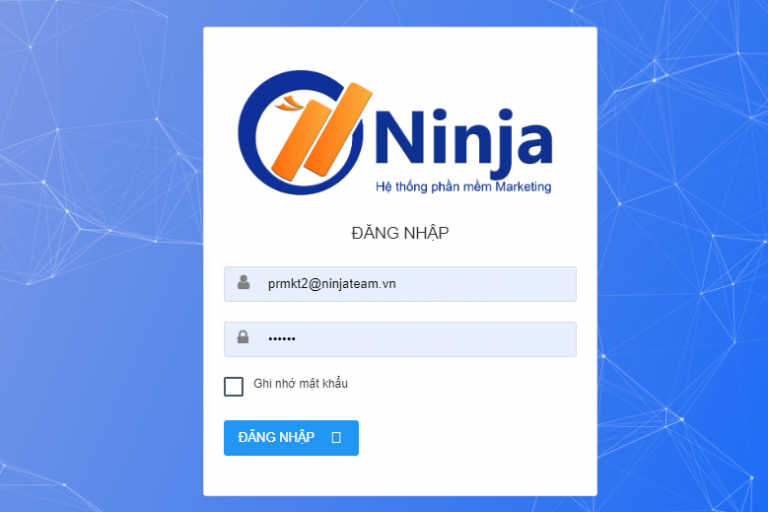 Ninja
Hệ thống phần mềm Marketing
ĐĂNG NHẬP
prmkt2@ninjateam.vn
••••••
Ghi nhớ mật khẩu
ĐĂNG NHẬP